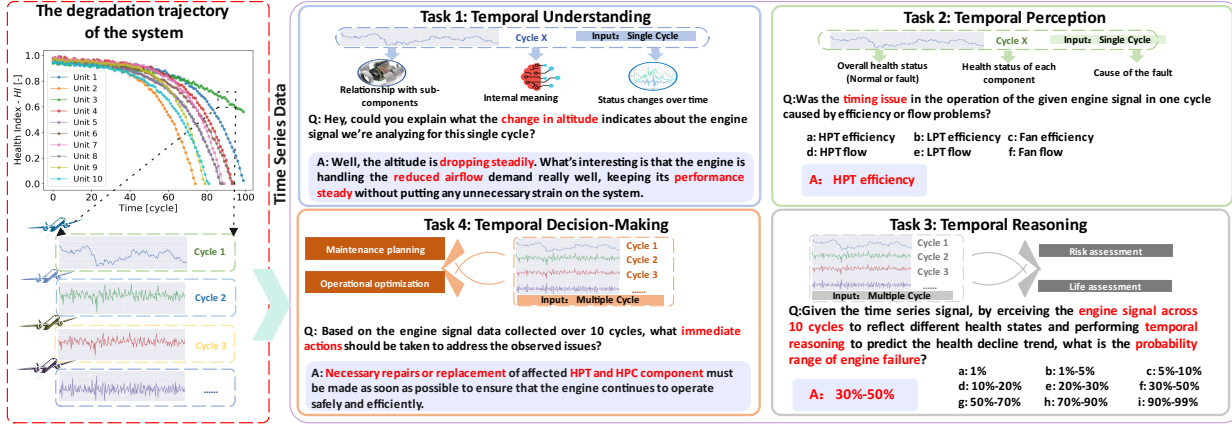 The degradation trajectory
of the system
Health Index - HI [-]
1.0
0.8
0.6
0.4
0.2
0.0
Unit 1
Unit 2
Unit 3
Unit 4
Unit 5
Unit 6
Unit 7
Unit 8
Unit 9
Unit 10
0 20 40 60 80 100
Time [cycle]
Cycle 1
Cycle 2
Cycle 3
......
Time Series Data
Task 1: Temporal Understanding
Cycle X
Input: Single Cycle
Relationship with sub-
components
Internal meaning
Status changes over time
Q: Hey, could you explain what the change in altitude indicates about the engine
signal we're analyzing for this single cycle?
A: Well, the altitude is dropping steadily. What's interesting is that the engine is
handling the reduced airflow demand really well, keeping its performance
steady without putting any unnecessary strain on the system.
Task 2: Temporal Perception
Cycle X
Input: Single Cycle
Overall health status
(Normal or fault)
Health status of each
component
Cause of the fault
Q:Was the timing issue in the operation of the given engine signal in one cycle
caused by efficiency or flow problems?
a: HPT efficiency b: LPT efficiency c: Fan efficiency
d: HPT flow e: LPT flow f: Fan flow
A: HPT efficiency
Task 4: Temporal Decision-Making
Maintenance planning
Operational optimization
Cycle 1
Cycle 2
Cycle 3
......
Input: Multiple Cycle
Q: Based on the engine signal data collected over 10 cycles, what immediate
actions should be taken to address the observed issues?
A: Necessary repairs or replacement of affected HPT and HPC component must
be made as soon as possible to ensure that the engine continues to operate
safely and efficiently.
Task 3: Temporal Reasoning
Cycle 1
Cycle 2
Cycle 3
......
Input: Multiple Cycle
Risk assessment
Life assessment
Q:Given the time series signal, by erceiving the engine signal across
10 cycles to reflect different health states and performing temporal
reasoning to predict the health decline trend, what is the probability
range of engine failure?
a: 1% b: 1%-5% c: 5%-10%
d: 10%-20% e: 20%-30% f: 30%-50%
g: 50%-70% h: 70%-90% i: 90%-99%
A: 30%-50%